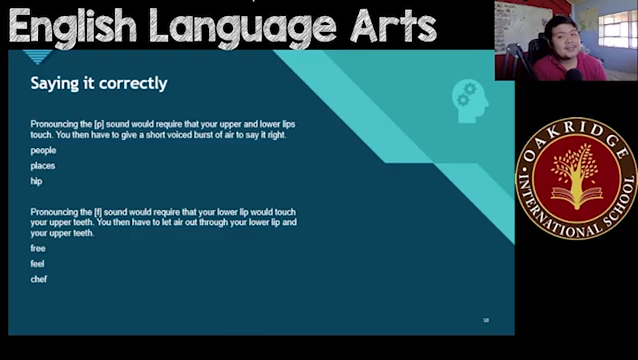 English Language Arts
Saying it correctly
Pronouncing the [p] sound would require that your upper and lower lips
touch. You then have to give a short voiced burst of air to say it right.
people
places
hip
Pronouncing the [f] sound would require that your lower lip would touch
your upper teeth. You then have to let air out through your lower lip and
your upper teeth.
free
feel
chef
OAKRIDGE
INTERNATIONAL SCHOOL